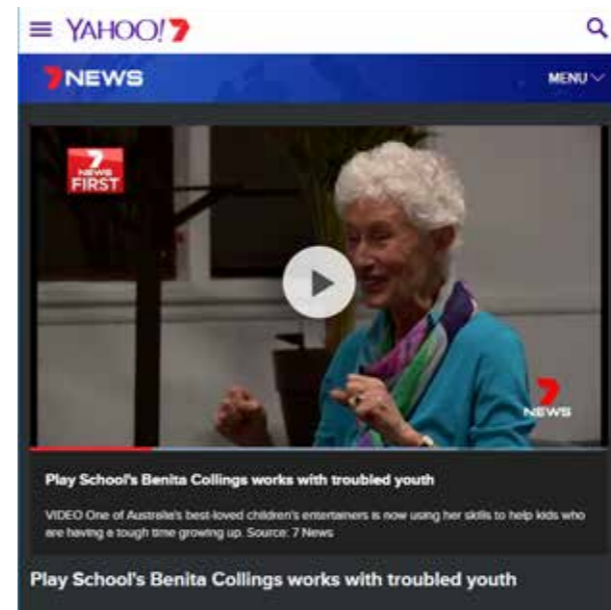 YAHOO! 7
7NEWS MENU
7
NEWS
FIRST
7
NEWS
Play School's Benita Collings works with troubled youth
VIDEO One of Australia's best-loved children's entertainers is now using her skills to help kids who
are having a tough time growing up. Source: 7 News
Play School's Benita Collings works with troubled youth